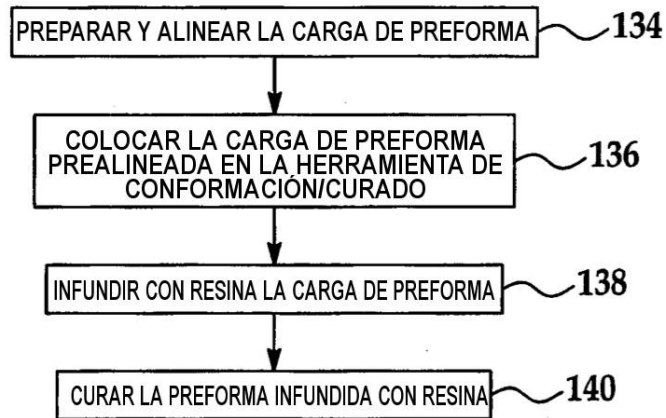 PREPARAR Y ALINEAR LA CARGA DE PREFORMA
134
COLOCAR LA CARGA DE PREFORMA
PREALINEADA EN LA HERRAMIENTA DE
CONFORMACIÓN/CURADO
136
INFUNDIR CON RESINA LA CARGA DE PREFORMA
138
CURAR LA PREFORMA INFUNDIDA CON RESINA
140